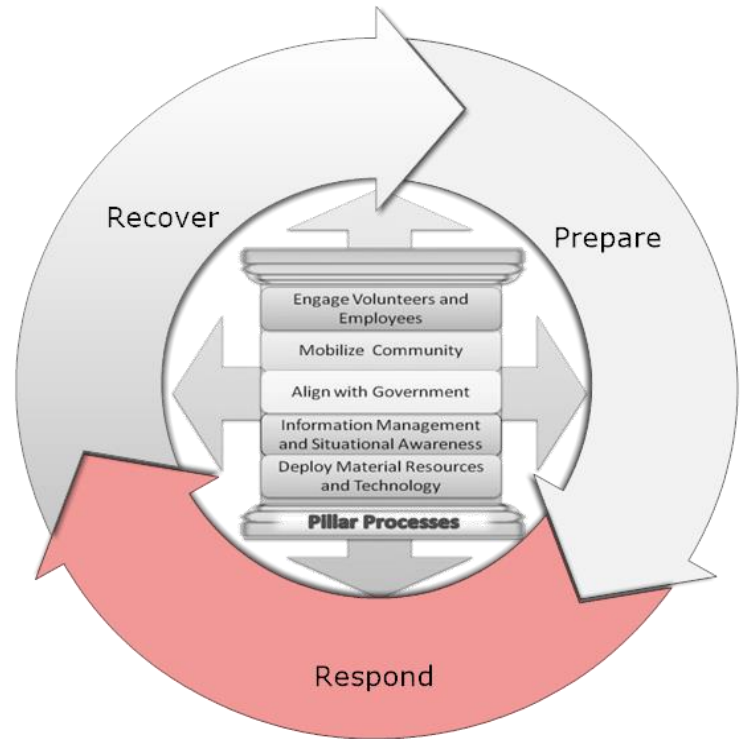 Recover
Prepare
Engage Volunteers and
Employees
Mobilize Community
Align with Government
Information Management
and Situational Awareness
Deploy Material Resources
and Technology
Pillar Processes
Respond